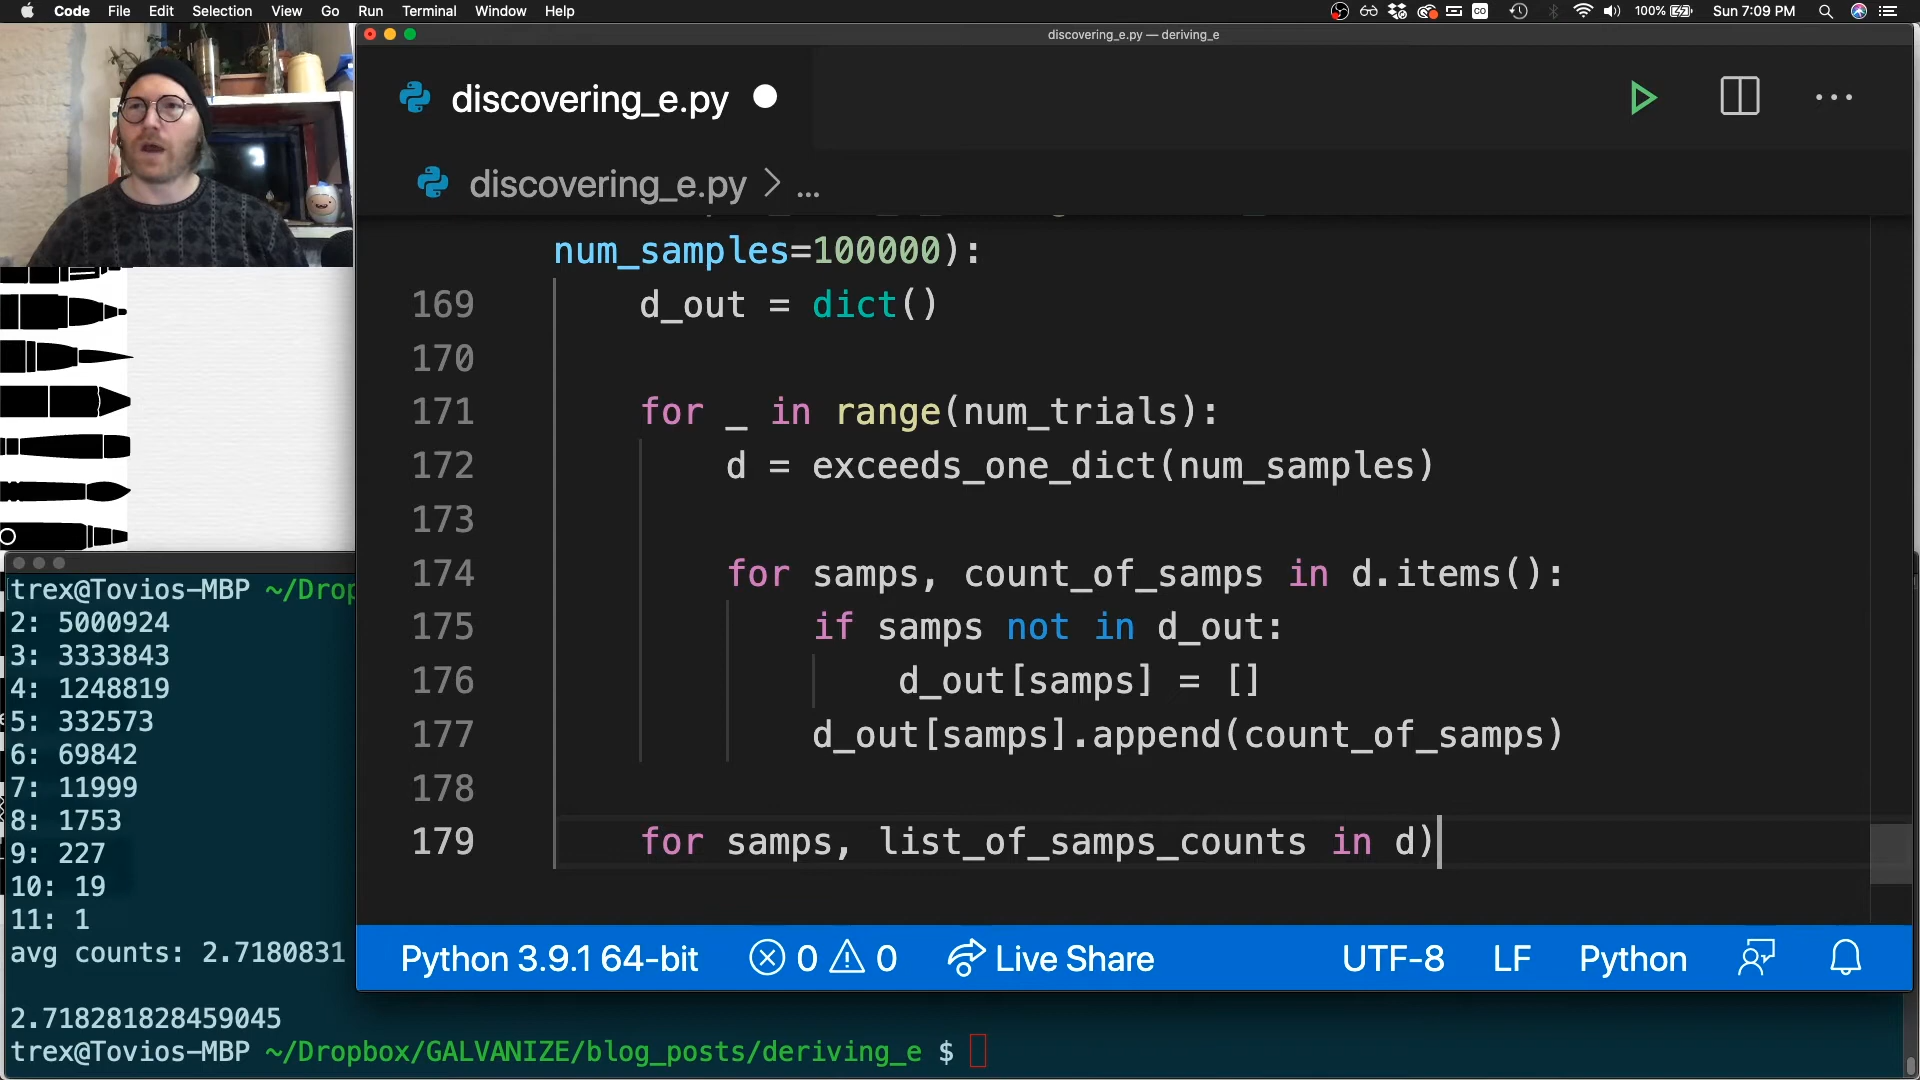 Code File Edit Selection View Go Run Terminal Window Help
100% Sun 7:09 PM
discovering_e.py — deriving_e
discovering_e.py
discovering_e.py > ...
num_samples=100000):
169 d_out = dict()
170
171 for _ in range(num_trials):
172 d = exceeds_one_dict(num_samples)
173
174 for samps, count_of_samps in d.items():
175 if samps not in d_out:
176 d_out[samps] = []
177 d_out[samps].append(count_of_samps)
178
179 for samps, list_of_samps_counts in d)
Python 3.9.1 64-bit 0 0 Live Share UTF-8 LF Python
trex@Tovios-MBP ~/Drop
2: 5000924
3: 3333843
4: 1248819
5: 332573
6: 69842
7: 11999
8: 1753
9: 227
10: 19
11: 1
avg counts: 2.7180831
2.718281828459045
trex@Tovios-MBP ~/Dropbox/GALVANIZE/blog_posts/deriving_e $